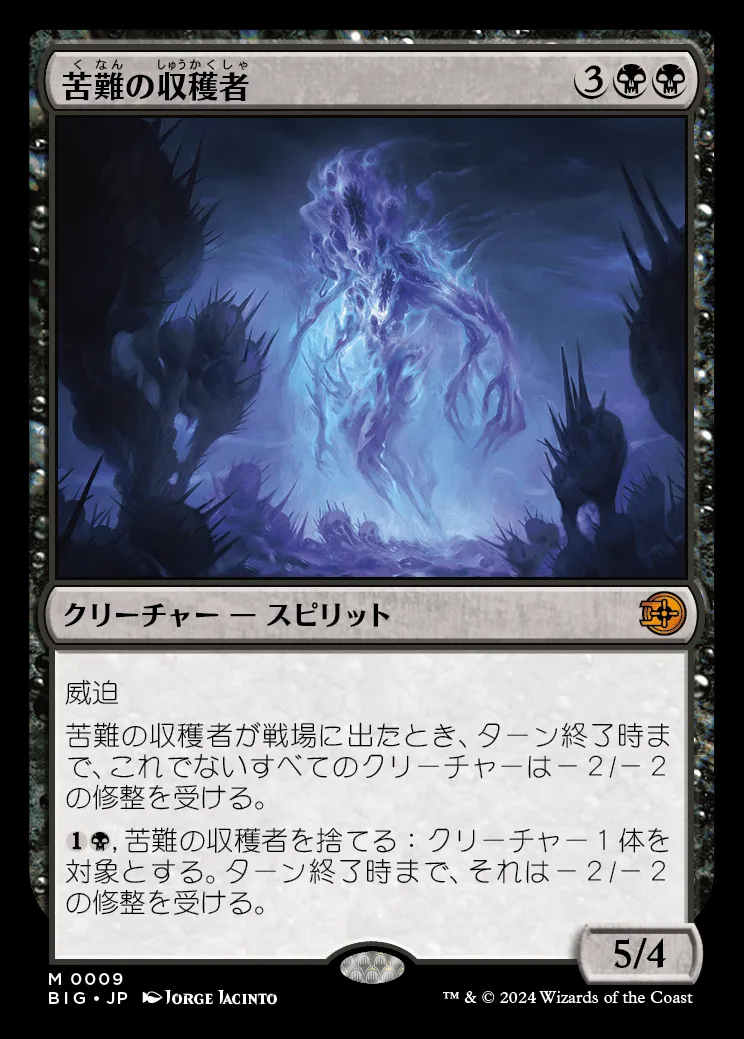 くなん しゅうかくしゃ
苦難の収穫者 3
クリーチャー — スピリット
威迫
苦難の収穫者が戦場に出たとき、ターン終了時ま
で、これでないすべてのクリーチャーは－２/－２
の修整を受ける。
1, 苦難の収穫者を捨てる：クリーチャー１体を
対象とする。ターン終了時まで、それは－２/－２
の修整を受ける。
5/4
M 0009
BIG • JP Jorge Jacinto
™ & © 2024 Wizards of the Coast